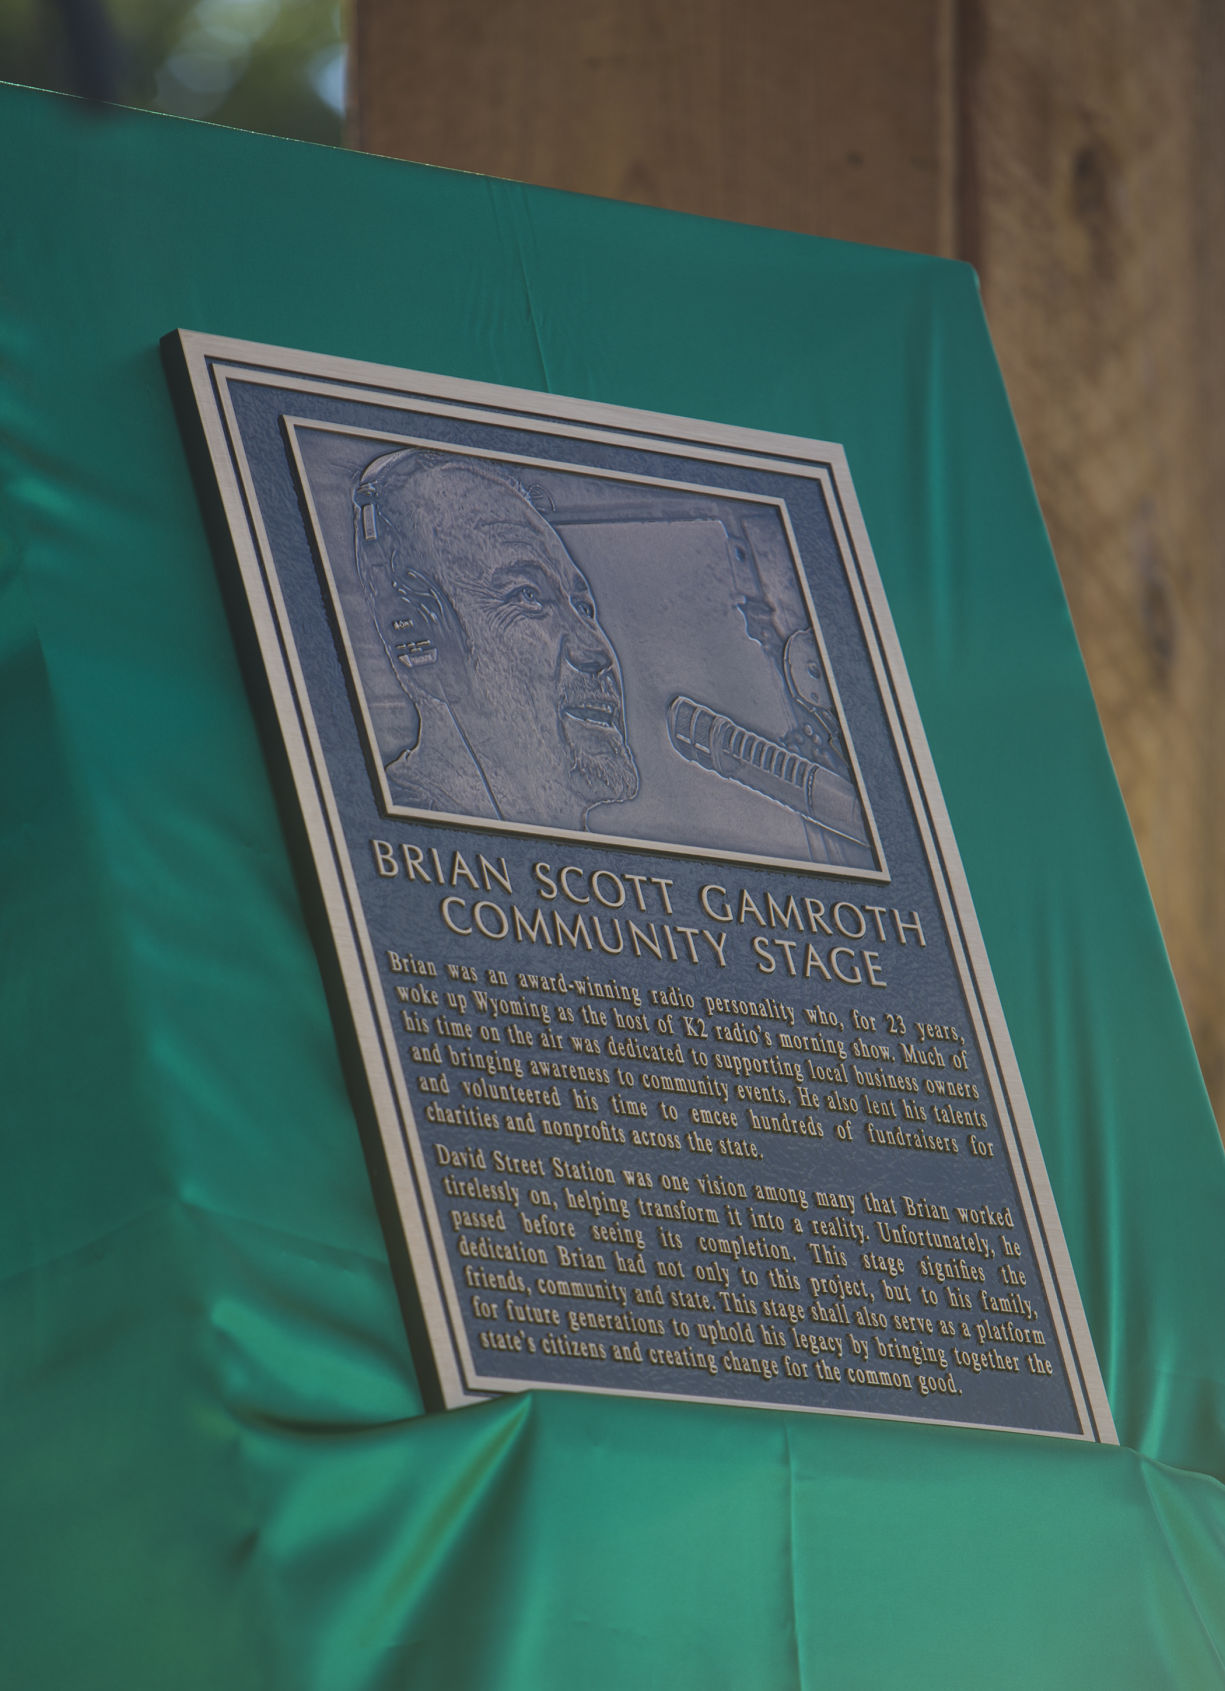 SONY
BRIAN SCOTT GAMROTH
COMMUNITY STAGE
Brian was an award-winning radio personality who, for 23 years,
woke up Wyoming as the host of K2 radio's morning show. Much of
his time on the air was dedicated to supporting local business owners
and bringing awareness to community events. He also lent his talents
and volunteered his time to emcee hundreds of fundraisers for
charities and nonprofits across the state.
David Street Station was one vision among many that Brian worked
tirelessly on, helping transform it into a reality. Unfortunately, he
passed before seeing its completion. This stage signifies the
dedication Brian had not only to this project, but to his family,
friends, community and state. This stage shall also serve as a platform
for future generations to uphold his legacy by bringing together the
state's citizens and creating change for the common good.